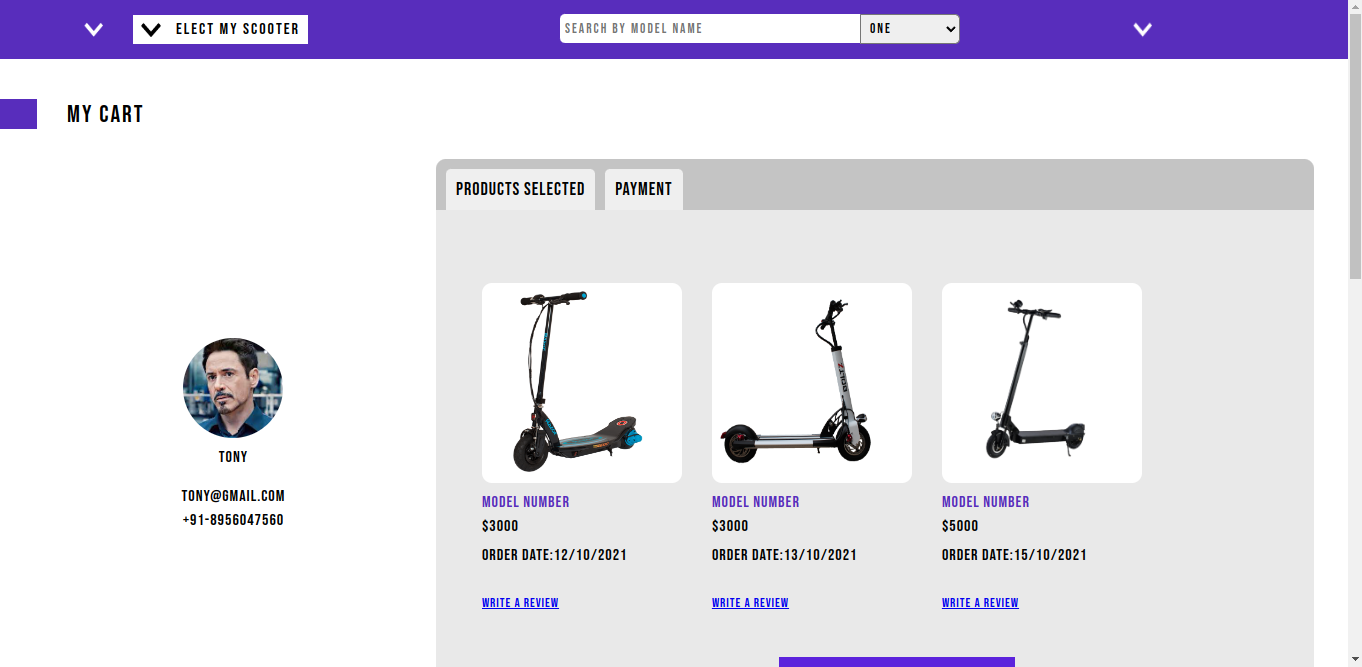 ELECT MY SCOOTER
SEARCH BY MODEL NAME
ONE
MY CART
PRODUCTS SELECTED
PAYMENT
TONY
TONY@GMAIL.COM
+91-8956047560
MODEL NUMBER
$3000
ORDER DATE:12/10/2021
WRITE A REVIEW
MODEL NUMBER
$3000
ORDER DATE:13/10/2021
WRITE A REVIEW
MODEL NUMBER
$5000
ORDER DATE:15/10/2021
WRITE A REVIEW